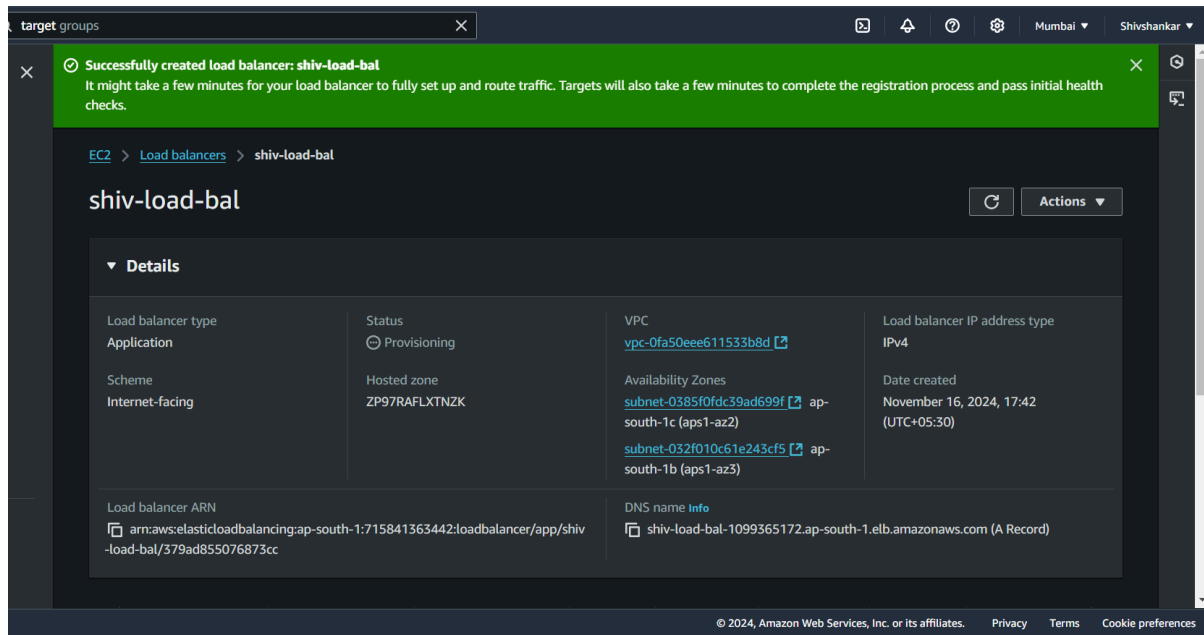 target groups
Mumbai
Shivshankar
Successfully created load balancer: shiv-load-bal
It might take a few minutes for your load balancer to fully set up and route traffic. Targets will also take a few minutes to complete the registration process and pass initial health
checks.
EC2 > Load balancers > shiv-load-bal
shiv-load-bal
Actions
Details
Load balancer type
Application
Status
Provisioning
VPC
vpc-0fa50eee611533b8d
Load balancer IP address type
IPv4
Scheme
Internet-facing
Hosted zone
ZP97RAFLXTNZK
Availability Zones
subnet-0385f0fdc39ad699f ap-
south-1c (aps1-az2)
subnet-032f010c61e243cf5 ap-
south-1b (aps1-az3)
Date created
November 16, 2024, 17:42
(UTC+05:30)
Load balancer ARN
arn:aws:elasticloadbalancing:ap-south-1:715841363442:loadbalancer/app/shiv
-load-bal/379ad855076873cc
DNS name Info
shiv-load-bal-1099365172.ap-south-1.elb.amazonaws.com (A Record)
© 2024, Amazon Web Services, Inc. or its affiliates.
Privacy
Terms
Cookie preferences